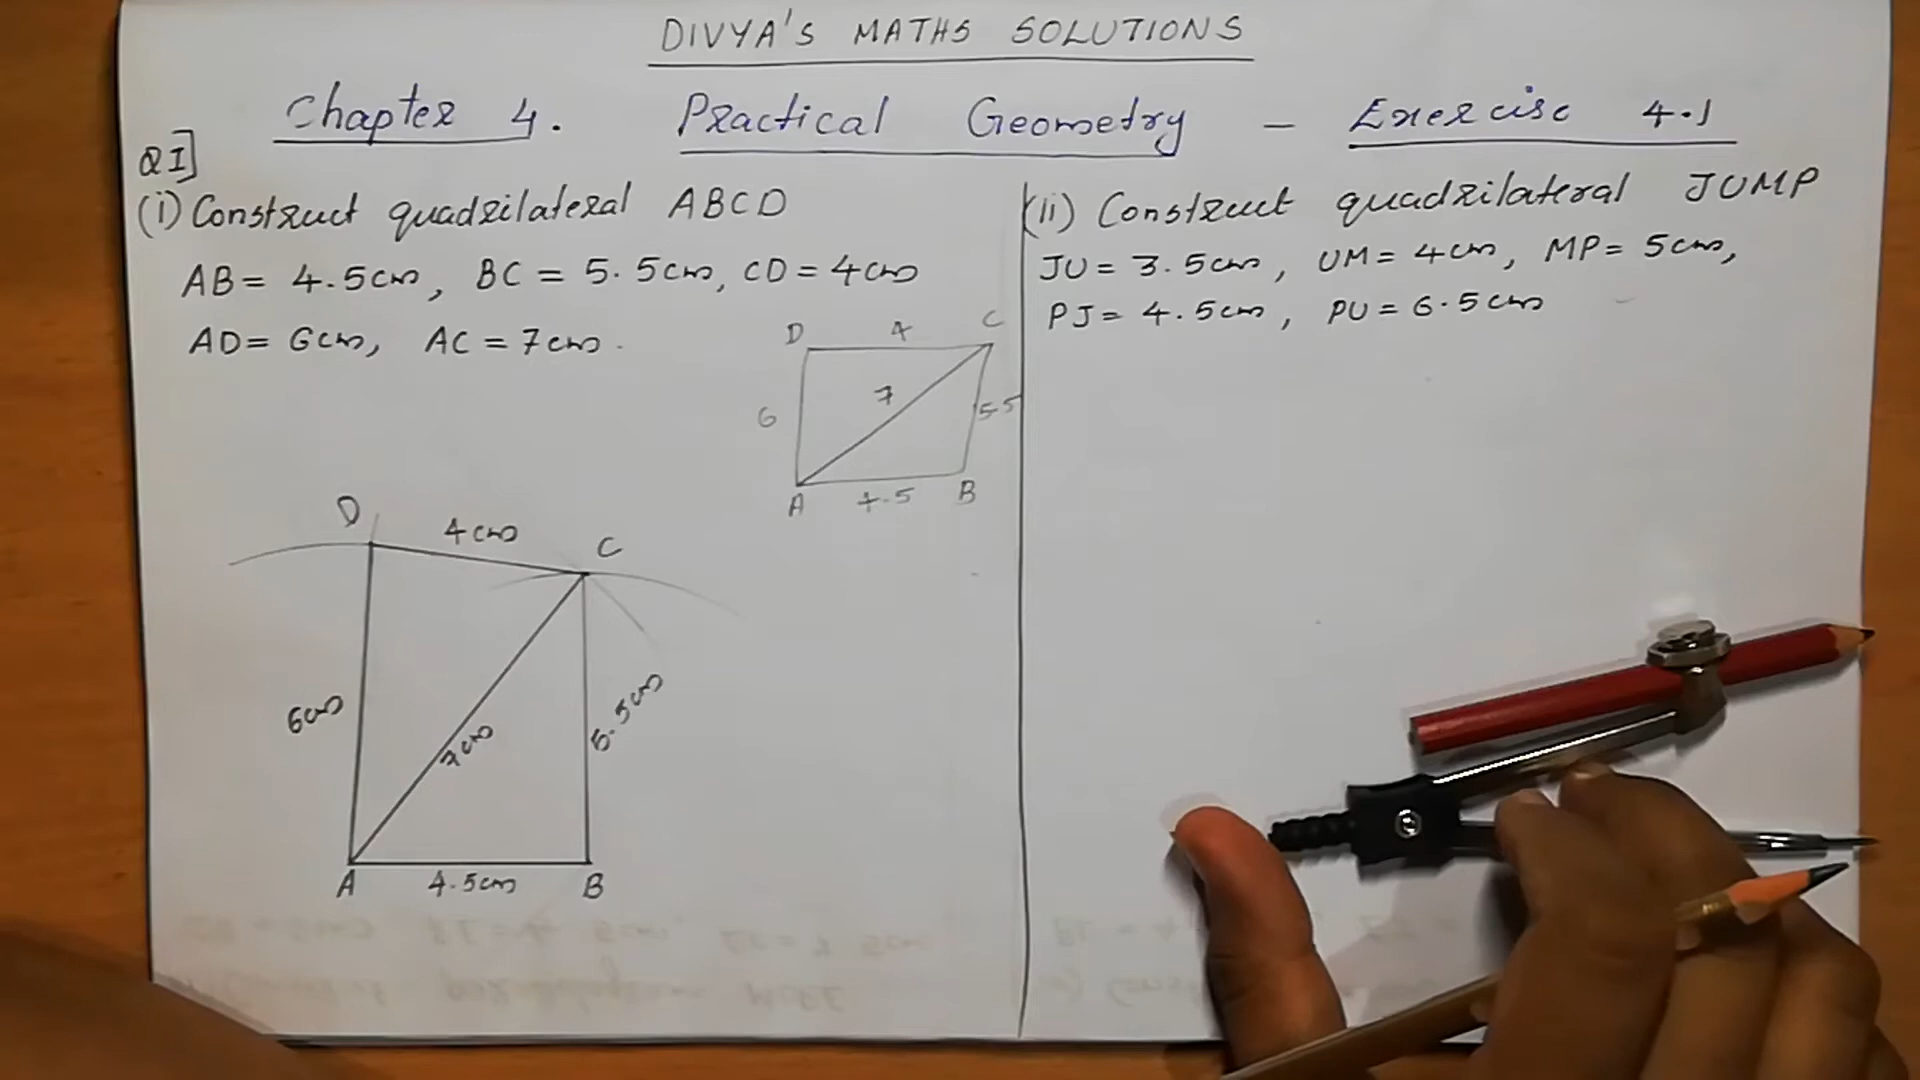 DIVYA'S MATHS SOLUTIONS
Chapter 4. Practical Geometry - Exercise 4.1
Q I]
(i) Construct quadrilateral ABCD
AB = 4.5cm, BC = 5.5cm, CD = 4cm
AD = 6cm, AC = 7cm.
D 4 C
7
6
5.5
A 4.5 B
D 4cm C
6cm
7cm
5.5cm
A 4.5cm B
(ii) Construct quadrilateral JUMP
JU = 3.5cm, UM = 4cm, MP = 5cm,
PJ = 4.5cm, PU = 6.5cm